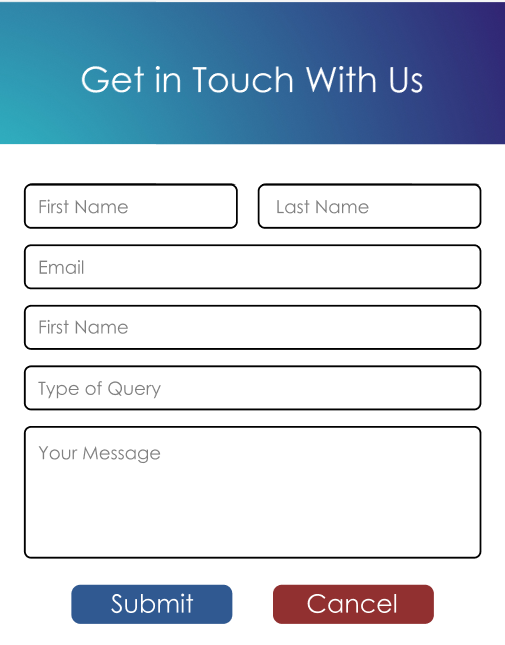 Get in Touch With Us
First Name Last Name
Email
First Name
Type of Query
Your Message
Submit Cancel